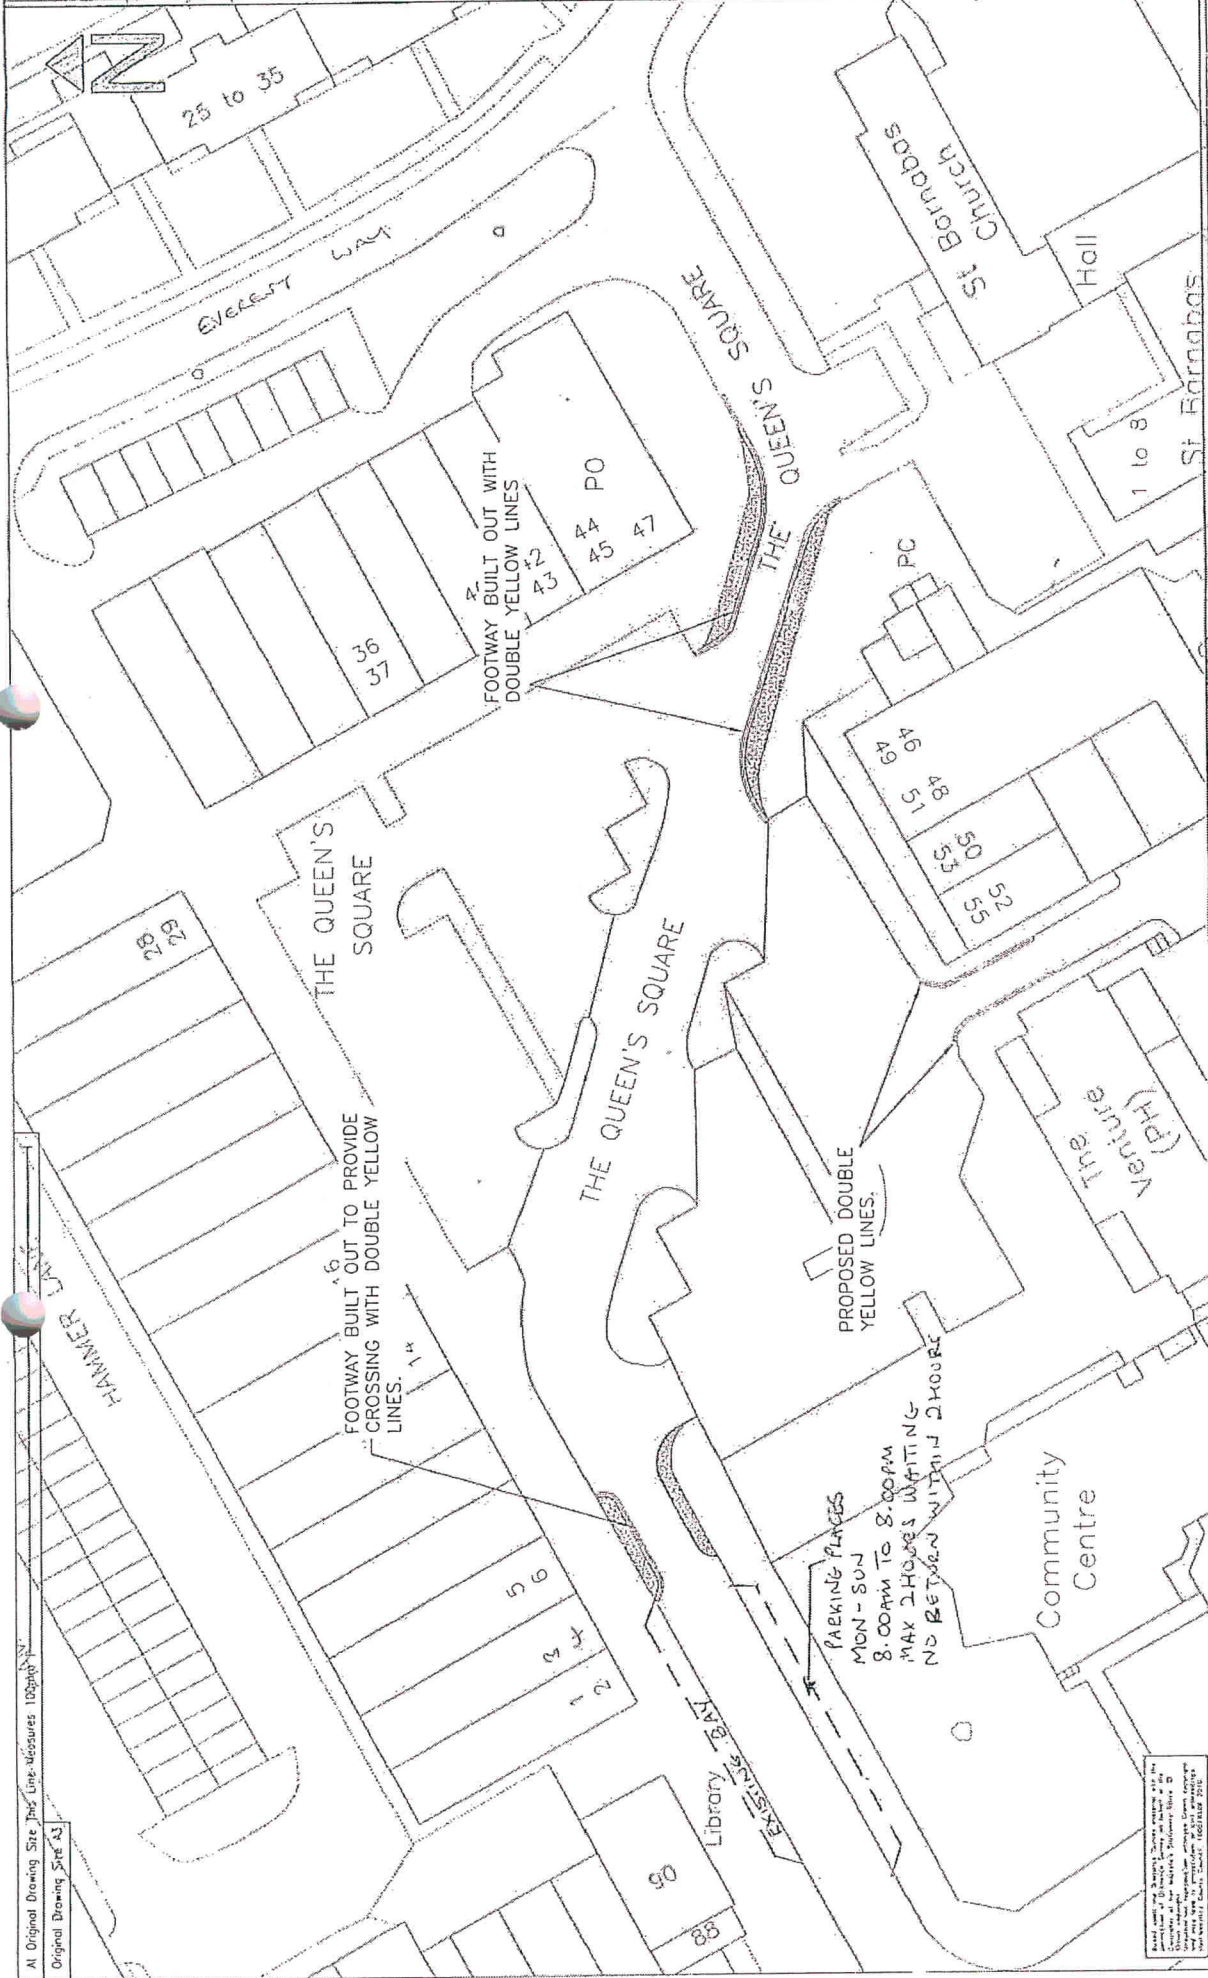 At Original Drawing Size This Line Measures 100mm
Original Drawing Size A3
N
25 to 35
EVEREST WAY
HAMMER LANE
28
29
36
37
THE QUEEN'S
SQUARE
FOOTWAY BUILT OUT WITH
DOUBLE YELLOW LINES
43
44
45
47
PO
THE QUEEN'S SQUARE
St Barnabas
Church
Hall
1 to 8
St Barnabas
PC
46
49
48
51
50
53
52
55
THE QUEEN'S SQUARE
FOOTWAY BUILT OUT TO PROVIDE
CROSSING WITH DOUBLE YELLOW
LINES.
14
PROPOSED DOUBLE
YELLOW LINES.
The
Venture
(PH)
1
2
3
4
5
6
PARKING PLACES
MON - SUN
8.00AM TO 8.00PM
MAX 2 HOURS WAITING
NO RETURN WITHIN 2 HOURS
Community
Centre
Library
EXISTING BAY
90
88